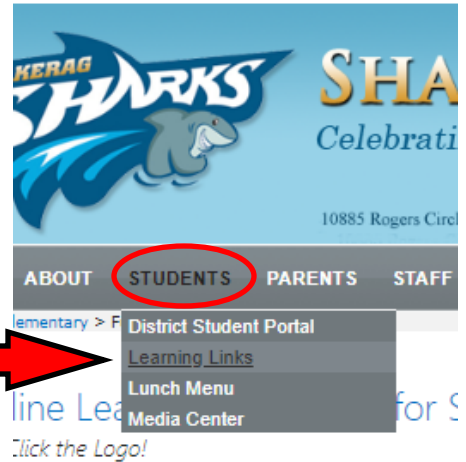 KERAG
SHARKS
SHA
Celebrati
10885 Rogers Circl
ABOUT STUDENTS PARENTS STAFF
lementary > F
District Student Portal
Learning Links
Lunch Menu
line Lea for S
Media Center
Click the Logo!